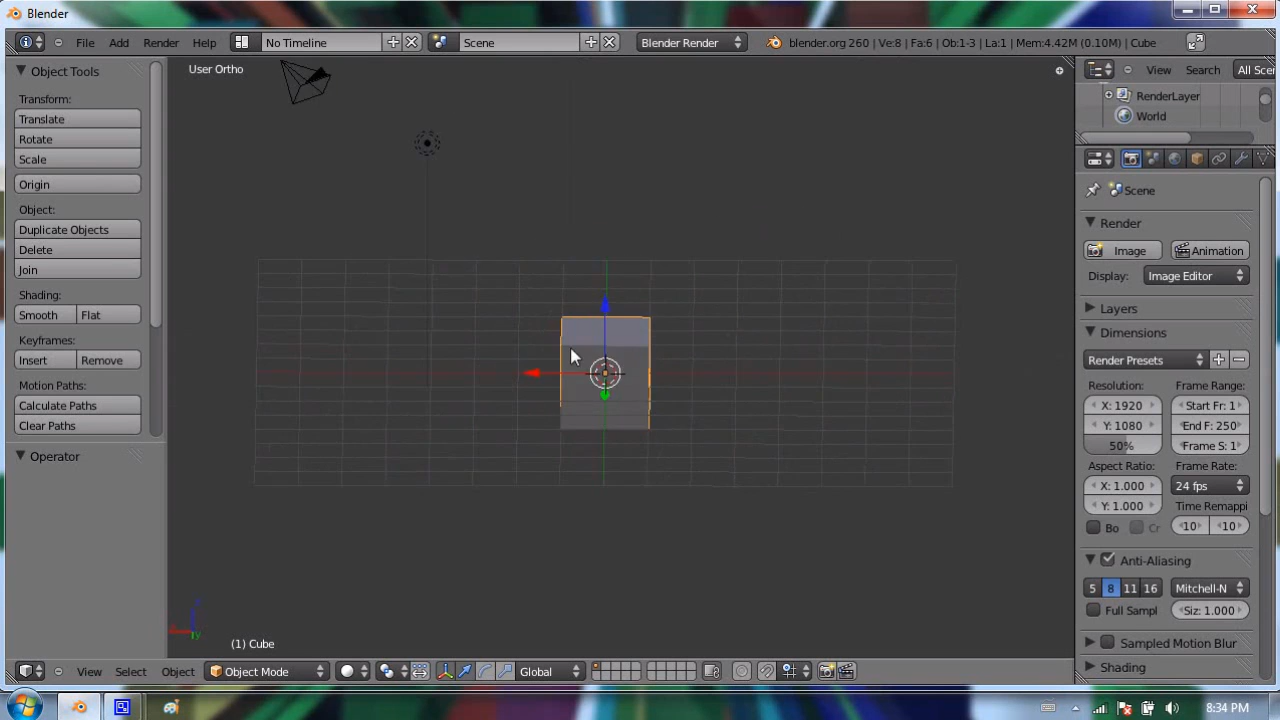 Blender
File Add Render Help No Timeline Scene Blender Render blender.org 260 | Ve:8 | Fa:6 | Ob:1-3 | La:1 | Mem:4.42M (0.10M) | Cube
Object Tools
Transform:
Translate
Rotate
Scale
Origin
Object:
Duplicate Objects
Delete
Join
Shading:
Smooth Flat
Keyframes:
Insert Remove
Motion Paths:
Calculate Paths
Clear Paths
Operator
User Ortho
(1) Cube
View Select Object Object Mode Global
View Search All Sce
RenderLayer
World
Scene
Render
Image Animation
Display: Image Editor
Layers
Dimensions
Render Presets
Resolution: Frame Range:
X: 1920 Start Fr: 1
Y: 1080 End F: 250
50% Frame S: 1
Aspect Ratio: Frame Rate:
X: 1.000 24 fps
Y: 1.000 Time Remappi
Bo Cr 10 10
Anti-Aliasing
5 8 11 16 Mitchell-N
Full Sampl Siz: 1.000
Sampled Motion Blur
Shading
8:34 PM